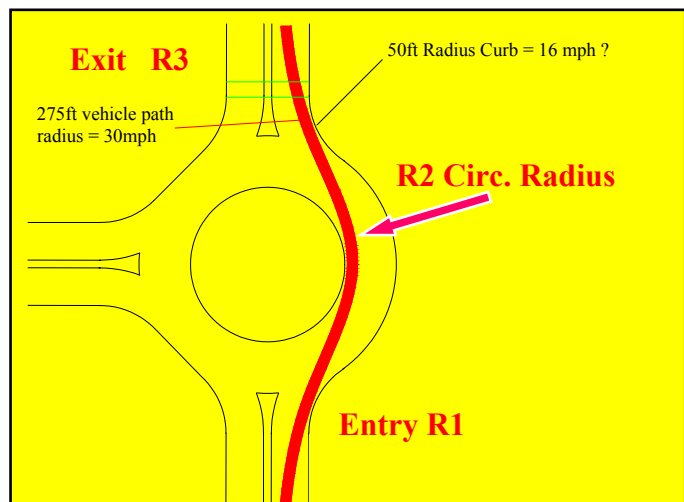 Exit R3
50ft Radius Curb = 16 mph ?
275ft vehicle path
radius = 30mph
R2 Circ. Radius
Entry R1